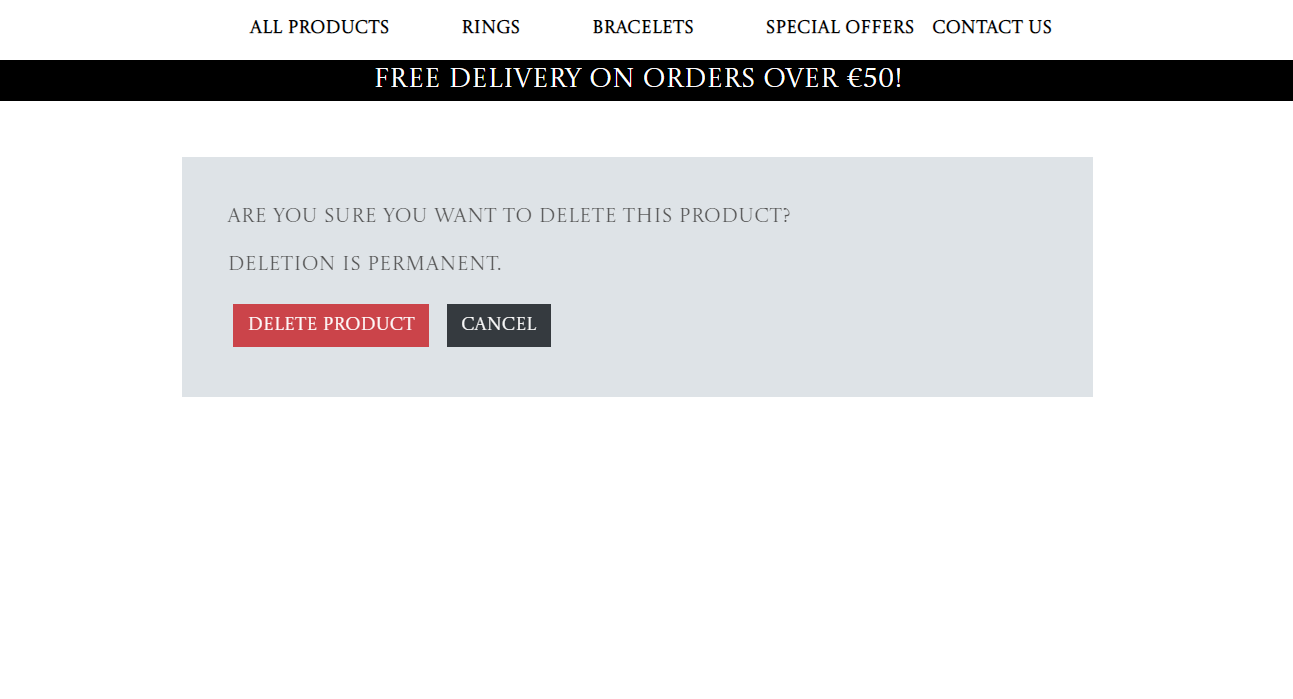 ALL PRODUCTS RINGS BRACELETS SPECIAL OFFERS CONTACT US
FREE DELIVERY ON ORDERS OVER €50!
ARE YOU SURE YOU WANT TO DELETE THIS PRODUCT?
DELETION IS PERMANENT.
DELETE PRODUCT CANCEL